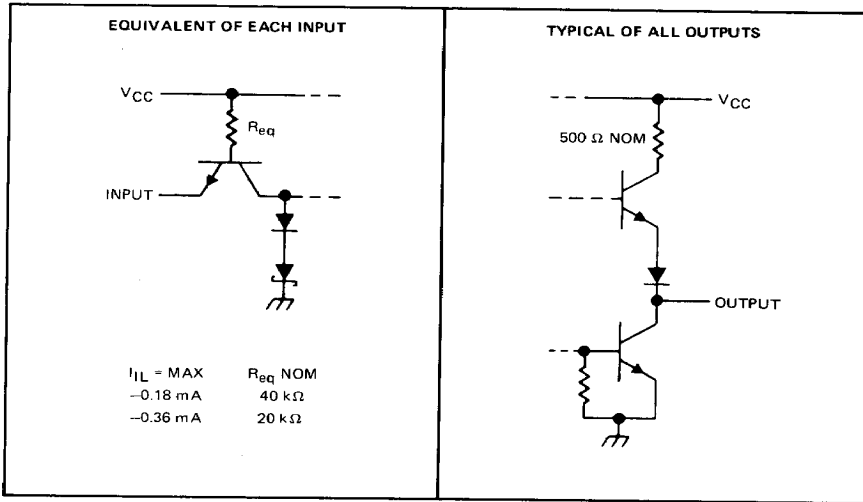 EQUIVALENT OF EACH INPUT
VCC
Req
INPUT
IIL = MAX Req NOM
−0.18 mA 40 kΩ
−0.36 mA 20 kΩ
TYPICAL OF ALL OUTPUTS
VCC
500 Ω NOM
OUTPUT